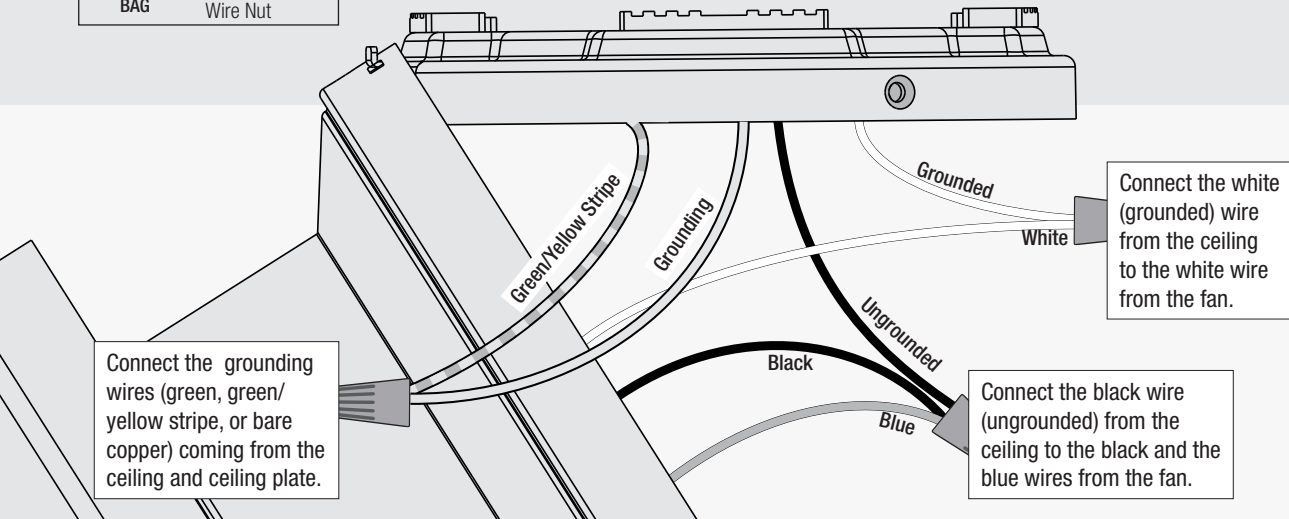 BAG
Wire Nut
Grounded
White
Connect the white
(grounded) wire
from the ceiling
to the white wire
from the fan.
Green/Yellow Stripe
Grounding
Ungrounded
Black
Blue
Connect the  grounding
wires (green, green/
yellow stripe, or bare
copper) coming from the
ceiling and ceiling plate.
Connect the black wire
(ungrounded) from the
ceiling to the black and the
blue wires from the fan.